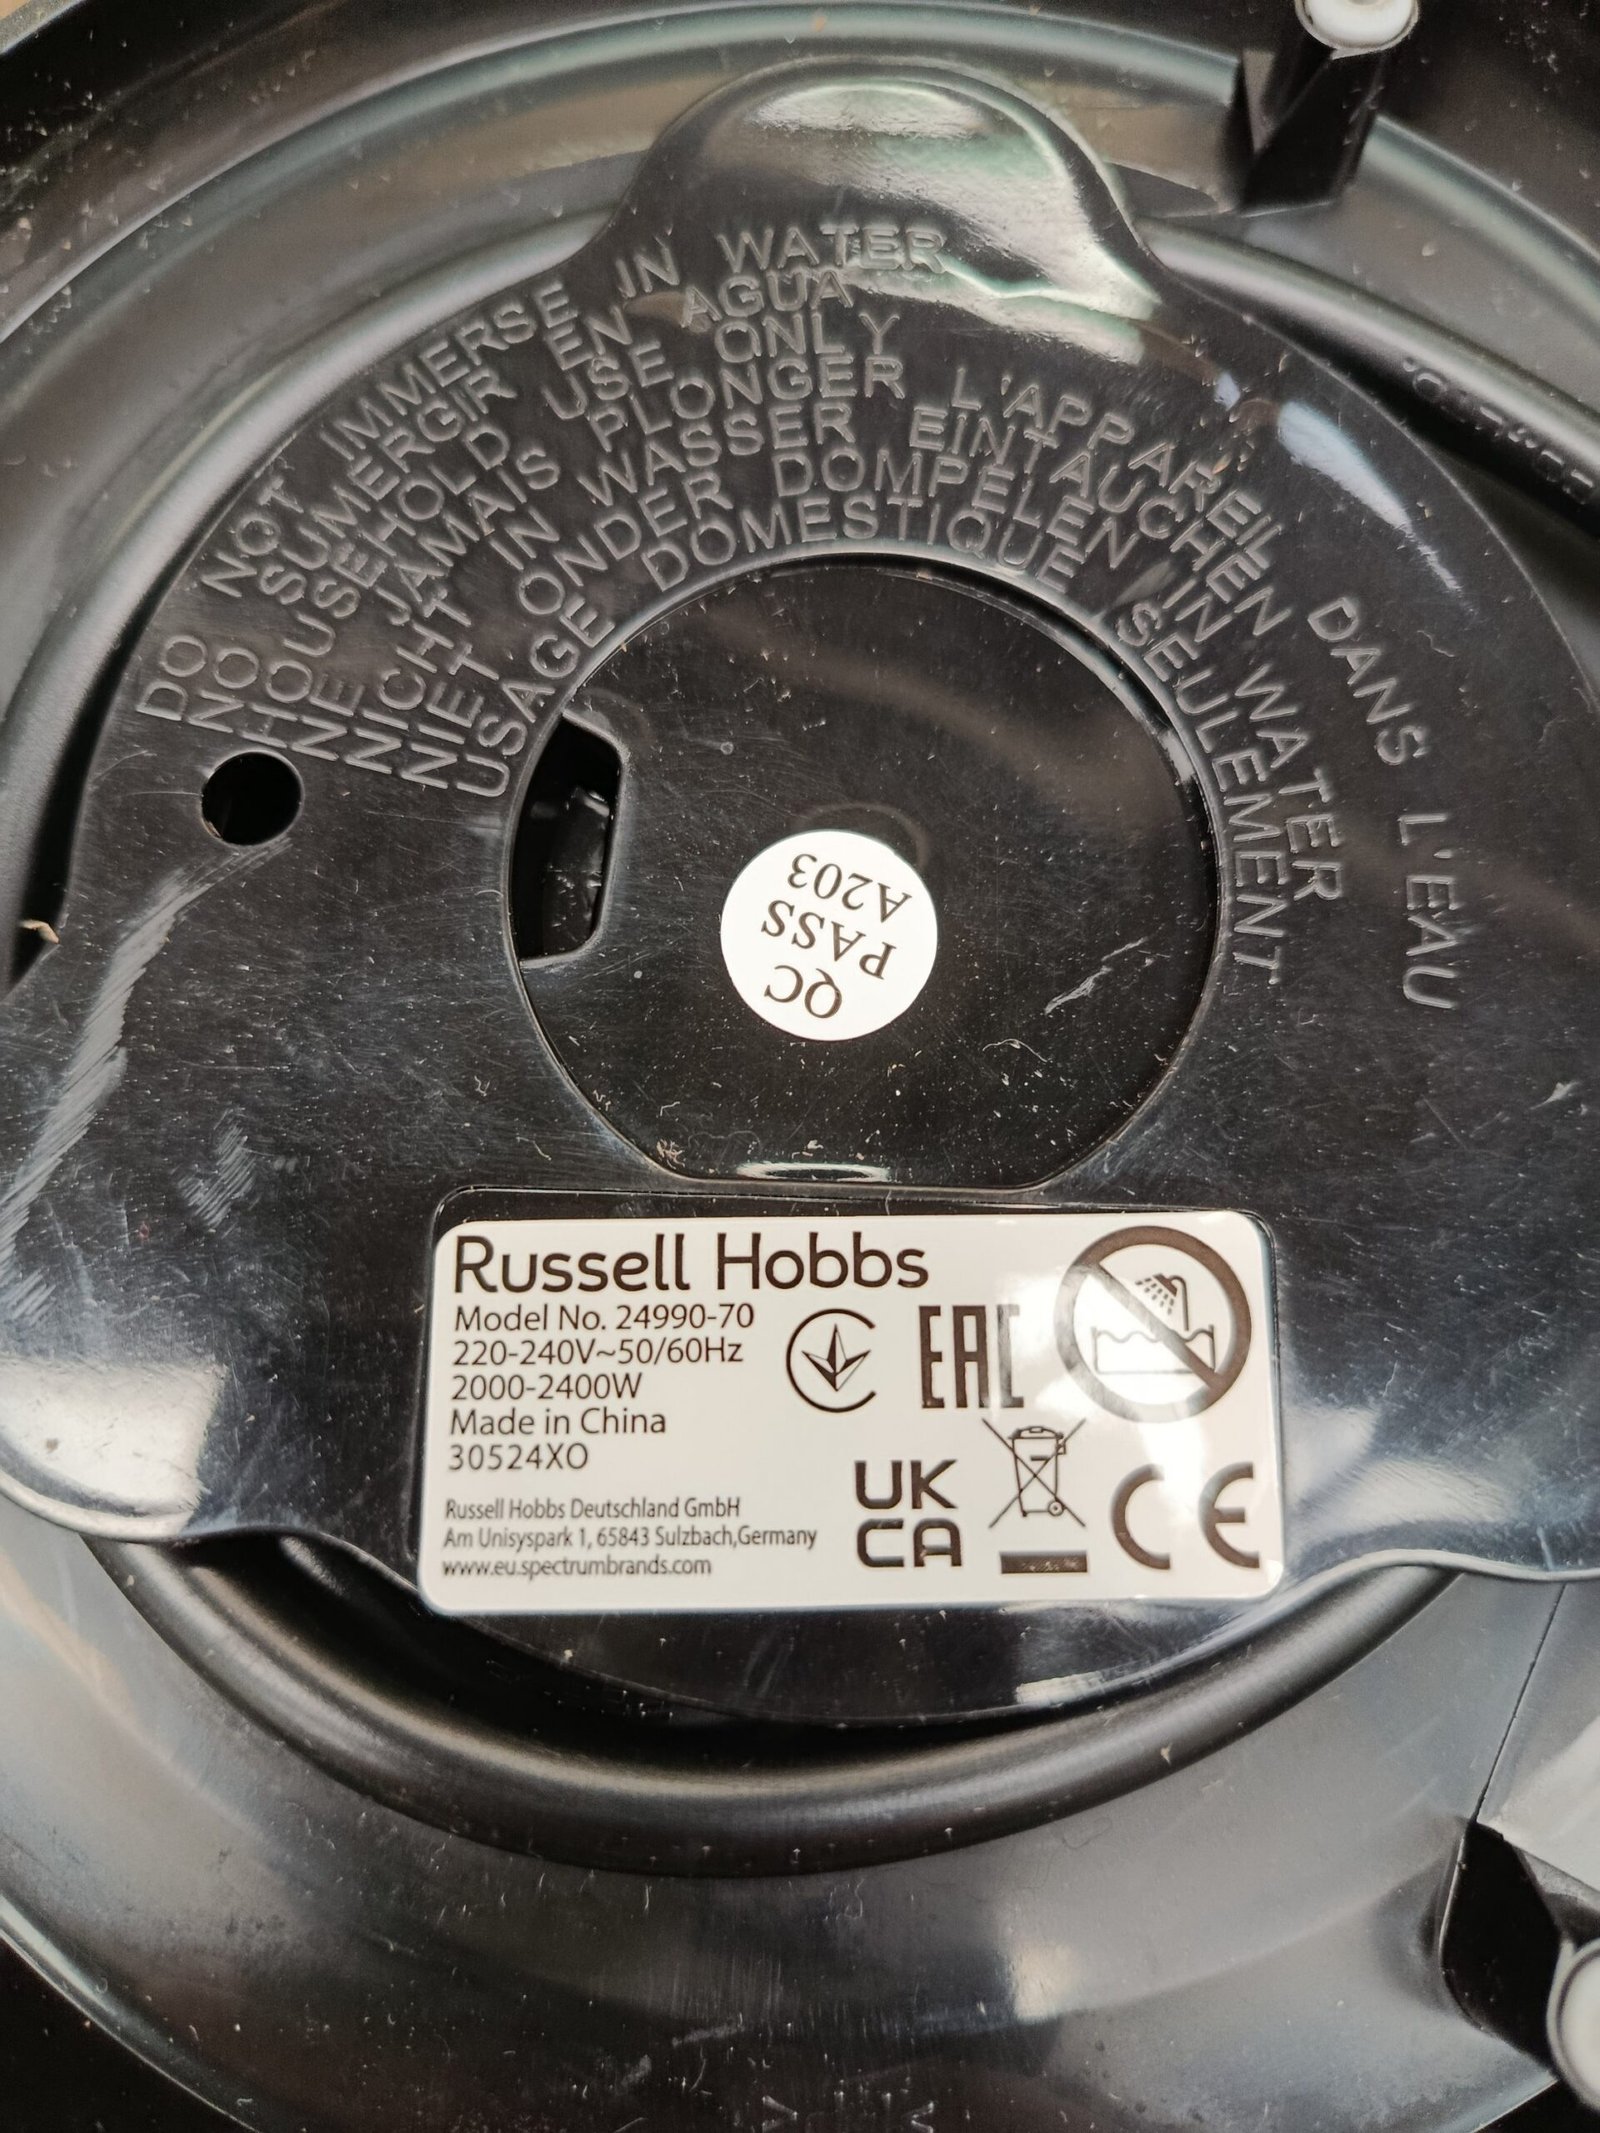 DO NOT IMMERSE IN WATER
NO SUMERGIR EN AGUA
HOUSEHOLD USE ONLY
NE JAMAIS PLONGER L'APPAREIL DANS L'EAU
NICHT IN WASSER EINTAUCHEN
NIET ONDER DOMPELEN IN WATER
USAGE DOMESTIQUE SEULEMENT
QC
PASS
A203
Russell Hobbs
Model No. 24990-70
220-240V~50/60Hz
2000-2400W
Made in China
30524XO
EAC
Russell Hobbs Deutschland GmbH
Am Unisyspark 1, 65843 Sulzbach,Germany
www.eu.spectrumbrands.com
UK
CA
CE